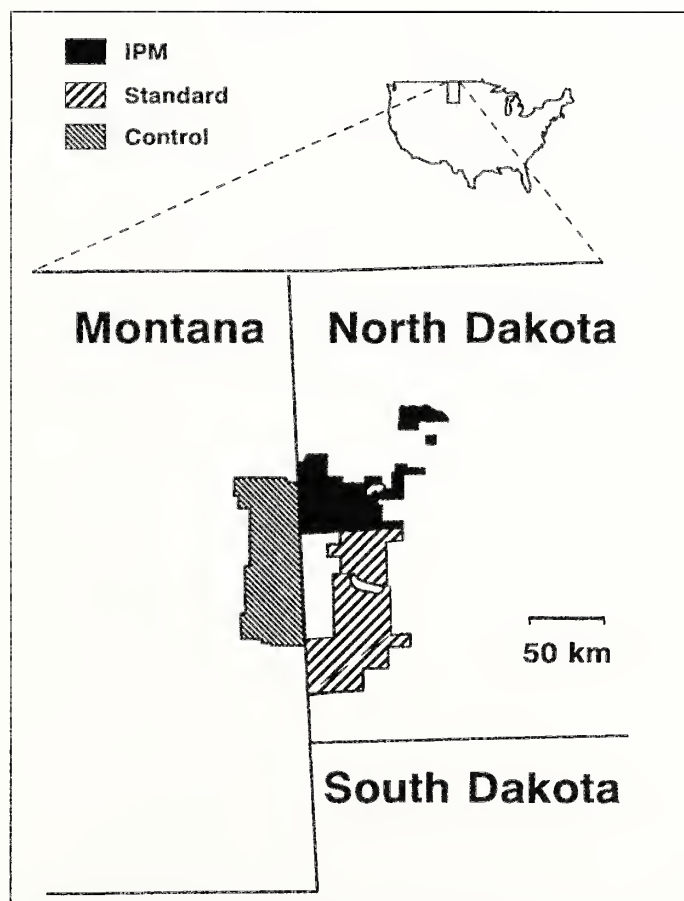 IPM
Standard
Control
Montana
North Dakota
50 km
South Dakota